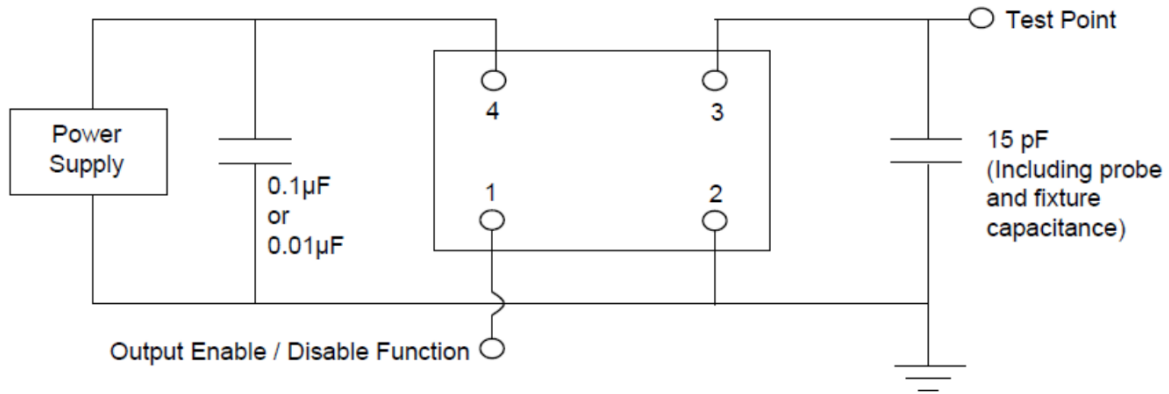 Test Point
Power
Supply
4
3
15 pF
(Including probe
and fixture
capacitance)
0.1µF
or
0.01µF
1
2
Output Enable / Disable Function